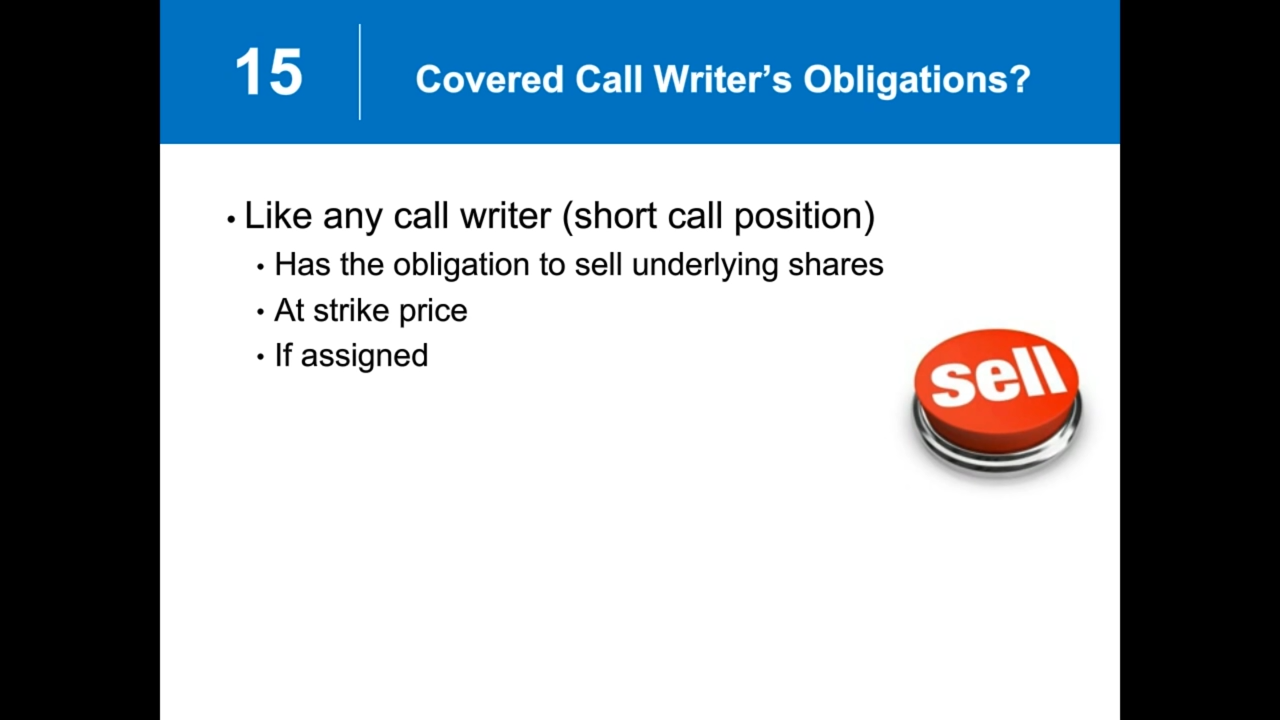 15
Covered Call Writer’s Obligations?
• Like any call writer (short call position)
• Has the obligation to sell underlying shares
• At strike price
• If assigned
sell